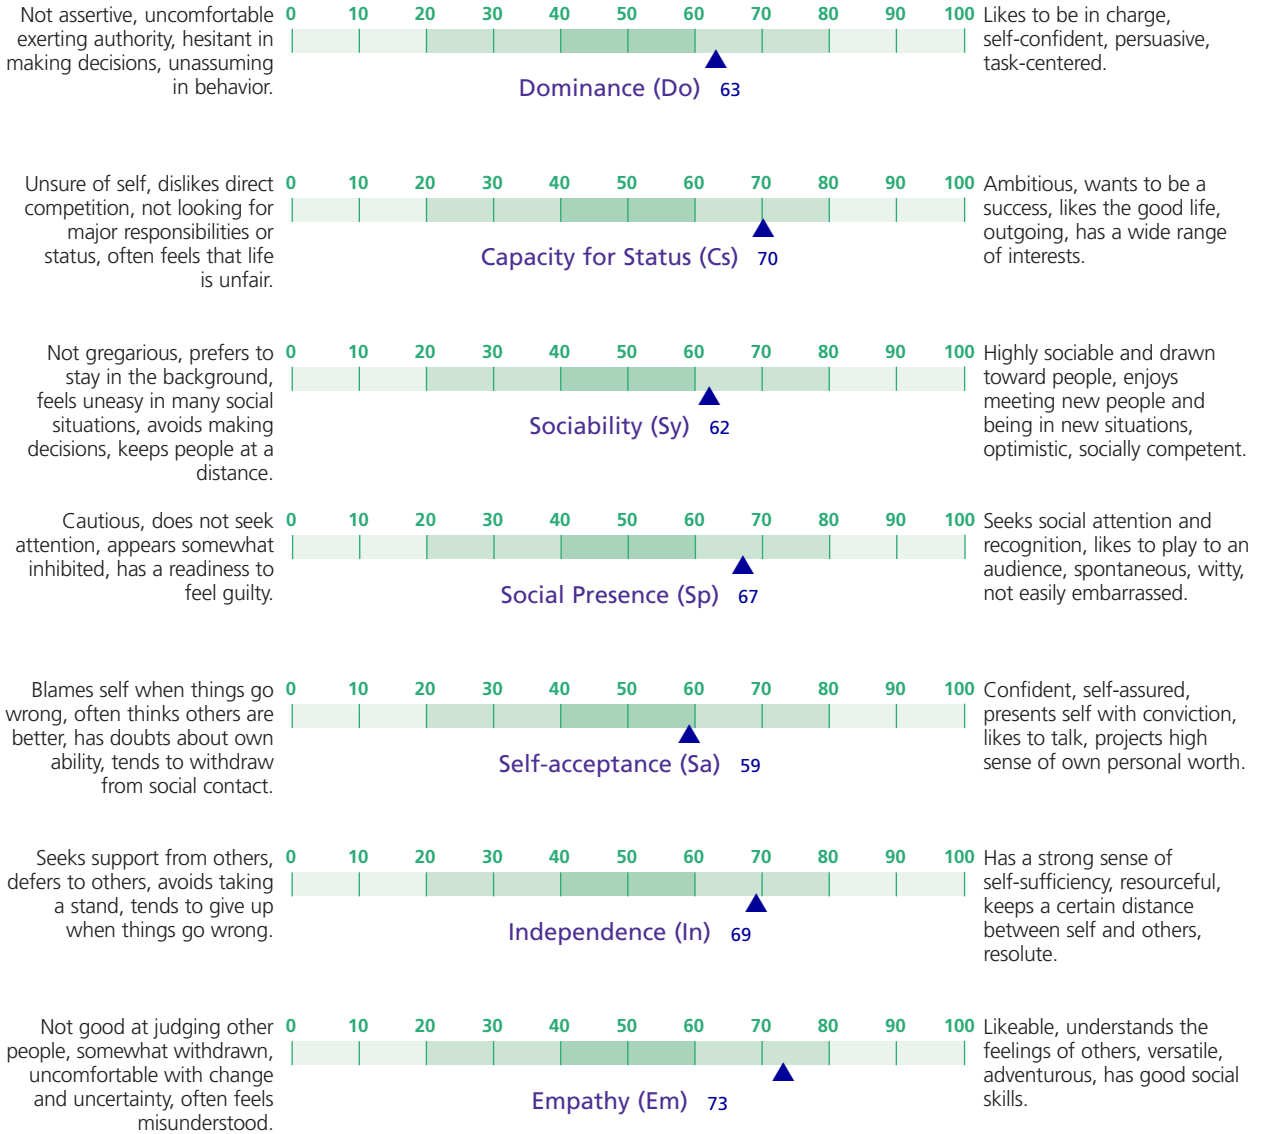 Not assertive, uncomfortable
exerting authority, hesitant in
making decisions, unassuming
in behavior.
0 10 20 30 40 50 60 70 80 90 100
Dominance (Do) 63
Likes to be in charge,
self-confident, persuasive,
task-centered.
Unsure of self, dislikes direct
competition, not looking for
major responsibilities or
status, often feels that life
is unfair.
0 10 20 30 40 50 60 70 80 90 100
Capacity for Status (Cs) 70
Ambitious, wants to be a
success, likes the good life,
outgoing, has a wide range
of interests.
Not gregarious, prefers to
stay in the background,
feels uneasy in many social
situations, avoids making
decisions, keeps people at a
distance.
0 10 20 30 40 50 60 70 80 90 100
Sociability (Sy) 62
Highly sociable and drawn
toward people, enjoys
meeting new people and
being in new situations,
optimistic, socially competent.
Cautious, does not seek
attention, appears somewhat
inhibited, has a readiness to
feel guilty.
0 10 20 30 40 50 60 70 80 90 100
Social Presence (Sp) 67
Seeks social attention and
recognition, likes to play to an
audience, spontaneous, witty,
not easily embarrassed.
Blames self when things go
wrong, often thinks others are
better, has doubts about own
ability, tends to withdraw
from social contact.
0 10 20 30 40 50 60 70 80 90 100
Self-acceptance (Sa) 59
Confident, self-assured,
presents self with conviction,
likes to talk, projects high
sense of own personal worth.
Seeks support from others,
defers to others, avoids taking
a stand, tends to give up
when things go wrong.
0 10 20 30 40 50 60 70 80 90 100
Independence (In) 69
Has a strong sense of
self-sufficiency, resourceful,
keeps a certain distance
between self and others,
resolute.
Not good at judging other
people, somewhat withdrawn,
uncomfortable with change
and uncertainty, often feels
misunderstood.
0 10 20 30 40 50 60 70 80 90 100
Empathy (Em) 73
Likeable, understands the
feelings of others, versatile,
adventurous, has good social
skills.